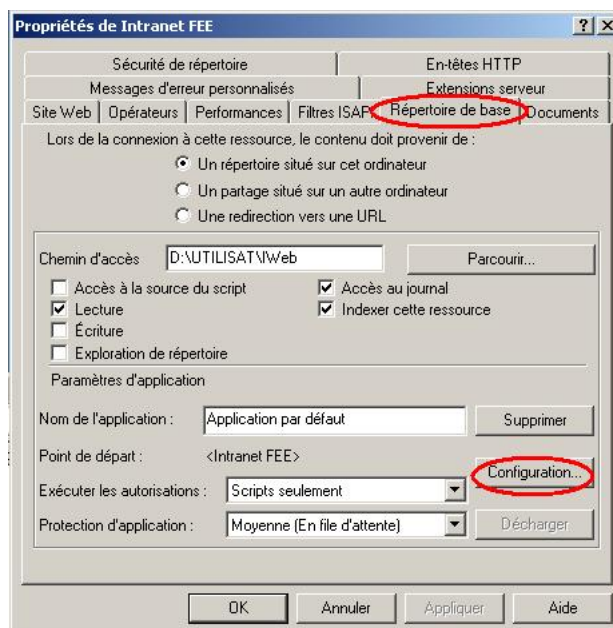 Propriétés de Intranet FEE
Sécurité de répertoire
En-têtes HTTP
Messages d'erreur personnalisés
Extensions serveur
Site Web
Opérateurs
Performances
Filtres ISAPI
Répertoire de base
Documents
Lors de la connexion à cette ressource, le contenu doit provenir de :
Un répertoire situé sur cet ordinateur
Un partage situé sur un autre ordinateur
Une redirection vers une URL
Chemin d'accès
D:\UTILISAT\IWeb
Parcourir...
Accès à la source du script
Accès au journal
Lecture
Indexer cette ressource
Écriture
Exploration de répertoire
Paramètres d'application
Nom de l'application :
Application par défaut
Supprimer
Point de départ :
<Intranet FEE>
Configuration...
Exécuter les autorisations :
Scripts seulement
Protection d'application :
Moyenne (En file d'attente)
Décharger
OK
Annuler
Appliquer
Aide